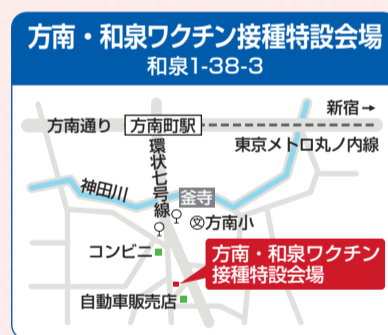 方南・和泉ワクチン接種特設会場
和泉1-38-3
新宿→
方南通り
方南町駅
東京メトロ丸ノ内線
環状七号線
神田川
釜寺
文方南小
コンビニ
方南・和泉ワクチン
接種特設会場
自動車販売店